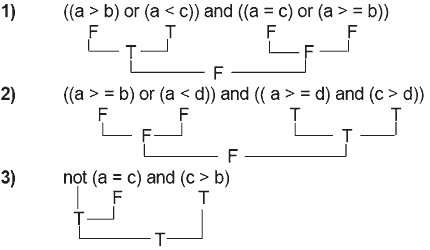 1) ((a > b) or (a < c)) and ((a = c) or (a > = b))
F T F F
T F
F
2) ((a > = b) or (a < d)) and (( a > = d) and (c > d))
F F T T
F T
F
3) not (a = c) and (c > b)
F T
T
T